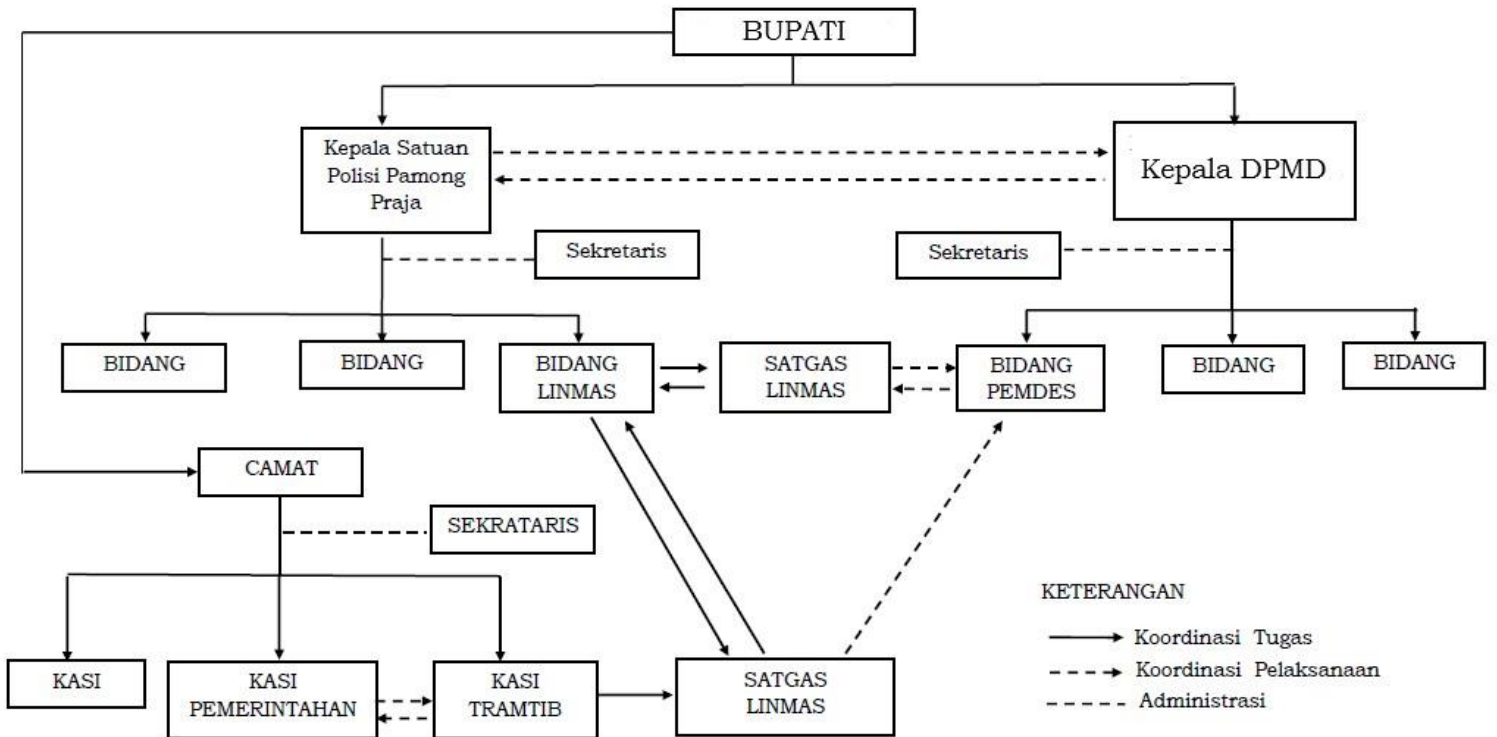 BUPATI
Kepala Satuan
Polisi Pamong
Praja
Kepala DPMD
Sekretaris
Sekretaris
BIDANG
BIDANG
BIDANG
LINMAS
SATGAS
LINMAS
BIDANG
PEMDES
BIDANG
BIDANG
CAMAT
SEKRATARIS
KASI
KASI
PEMERINTAHAN
KASI
TRAMTIB
SATGAS
LINMAS
KETERANGAN
Koordinasi Tugas
Koordinasi Pelaksanaan
Administrasi